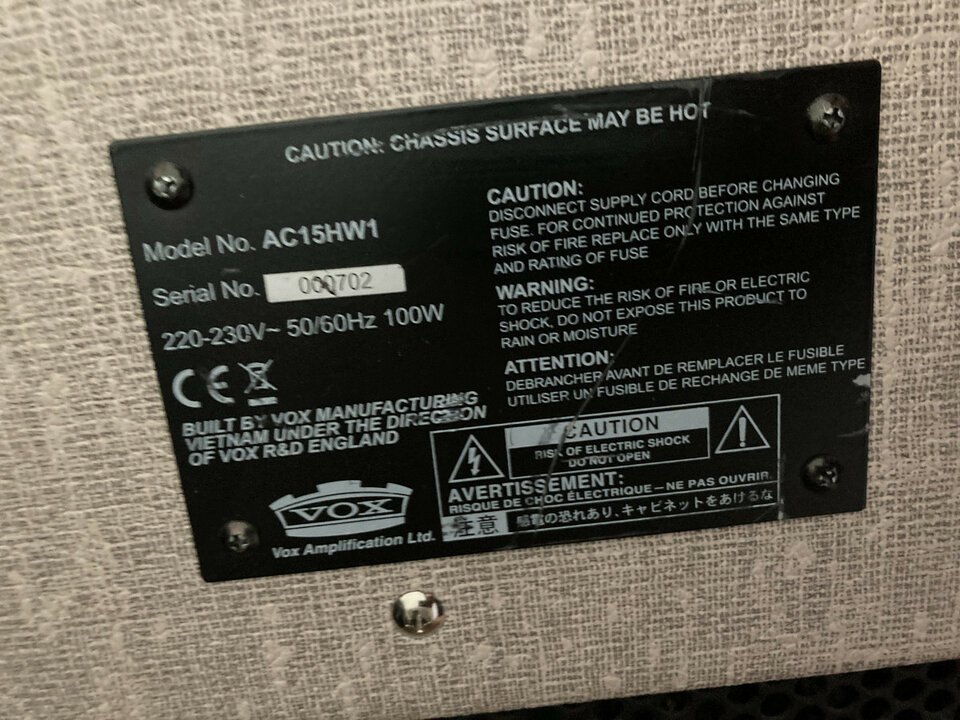 CAUTION: CHASSIS SURFACE MAY BE HOT
Model No. AC15HW1
Serial No. 000702
220-230V~ 50/60Hz 100W
CE
BUILT BY VOX MANUFACTURING
VIETNAM UNDER THE DIRECTION
OF VOX R&D ENGLAND
VOX
Vox Amplification Ltd.
CAUTION:
DISCONNECT SUPPLY CORD BEFORE CHANGING
FUSE. FOR CONTINUED PROTECTION AGAINST
RISK OF FIRE REPLACE ONLY WITH THE SAME TYPE
AND RATING OF FUSE
WARNING:
TO REDUCE THE RISK OF FIRE OR ELECTRIC
SHOCK, DO NOT EXPOSE THIS PRODUCT TO
RAIN OR MOISTURE
ATTENTION:
DEBRANCHER AVANT DE REMPLACER LE FUSIBLE
UTILISER UN FUSIBLE DE RECHANGE DE MEME TYPE
CAUTION
RISK OF ELECTRIC SHOCK
DO NOT OPEN
AVERTISSEMENT:
RISQUE DE CHOC ÉLECTRIQUE – NE PAS OUVRIR.
注意 感電の恐れあり、キャビネットをあけるな